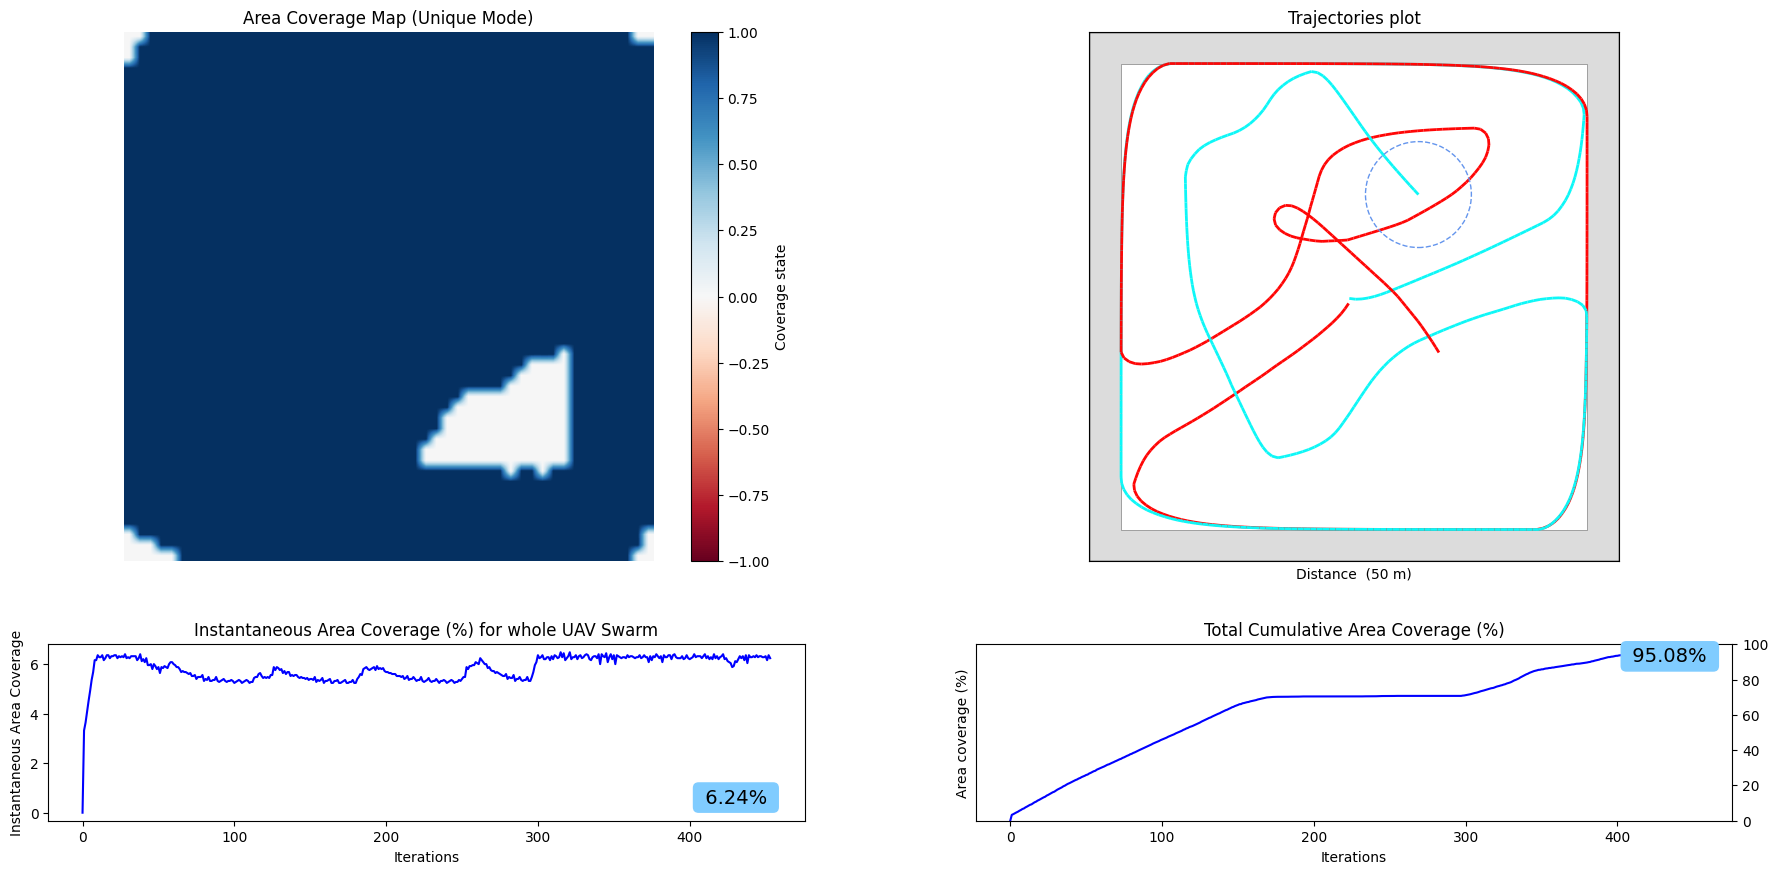 Area Coverage Map (Unique Mode)
1.00
0.75
0.50
0.25
0.00
−0.25
−0.50
−0.75
−1.00
Coverage state
Trajectories plot
Distance  (50 m)
Instantaneous Area Coverage (%) for whole UAV Swarm
Instantaneous Area Coverage
6
4
2
0
6.24%
0 100 200 300 400
Iterations
Total Cumulative Area Coverage (%)
Area coverage (%)
95.08%
100
80
60
40
20
0
0 100 200 300 400
Iterations